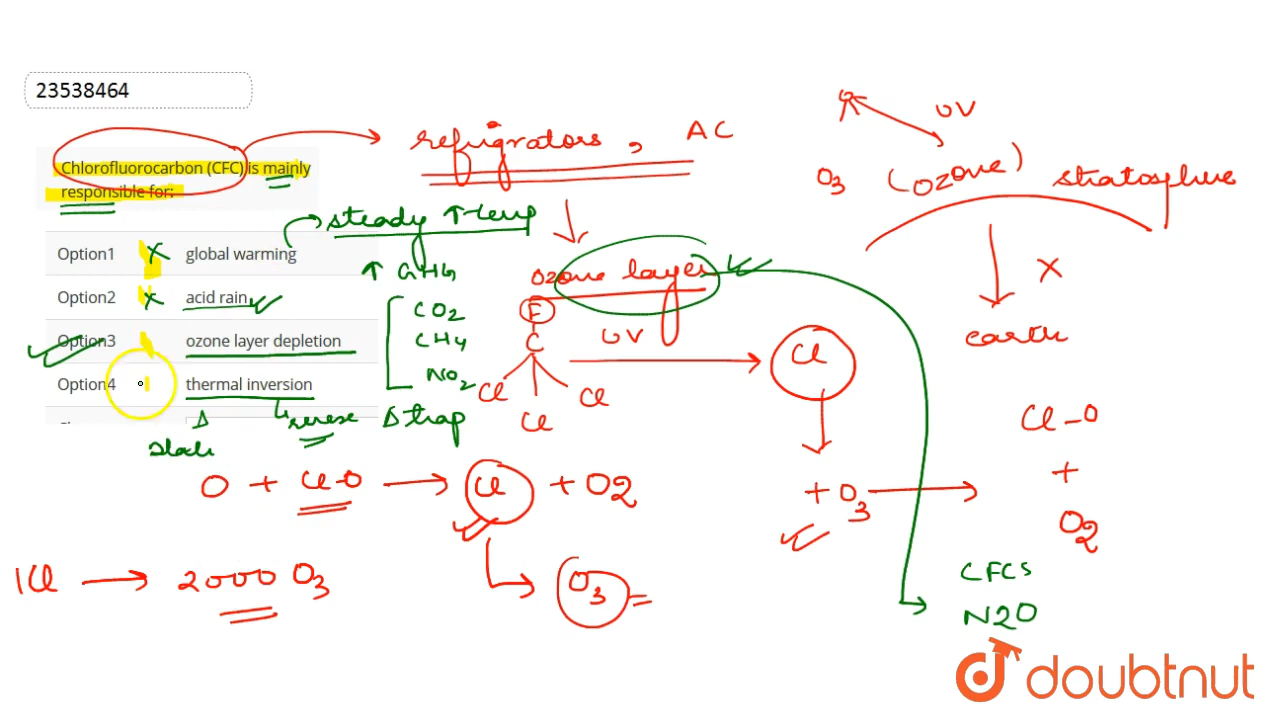 23538464
Chlorofluorocarbon (CFC) is mainly
responsible for:
Option1 global warming
Option2 acid rain
Option3 ozone layer depletion
Option4 thermal inversion
refigrators, AC
UV
O3 (ozone) stratosphere
X
earth
steady ↑ temp
↑ GHG
CO2
CH4
NO2
Ozone layer
F
C
Cl Cl Cl
UV
Cl
+ O3
Cl-O
+
O2
reverse Δ trap
O + Cl-O → Cl + O2
1Cl → 2000 O3
O3
CFCs
N2O
doubtnut